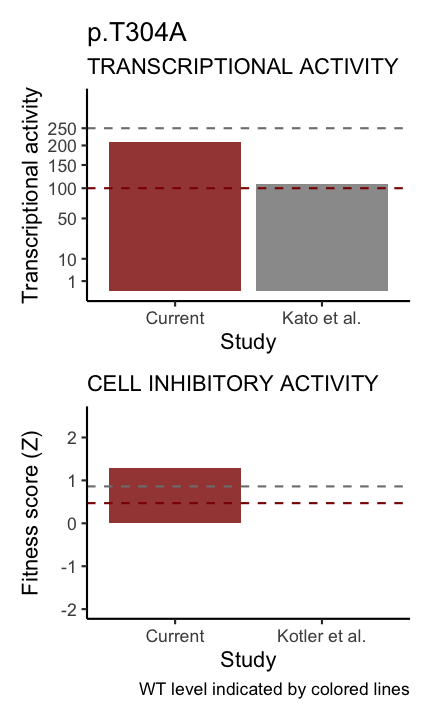 p.T304A
TRANSCRIPTIONAL ACTIVITY
Transcriptional activity
250
200
150
100
50
10
1
Current
Kato et al.
Study
CELL INHIBITORY ACTIVITY
Fitness score (Z)
2
1
0
-1
-2
Current
Kotler et al.
Study
WT level indicated by colored lines